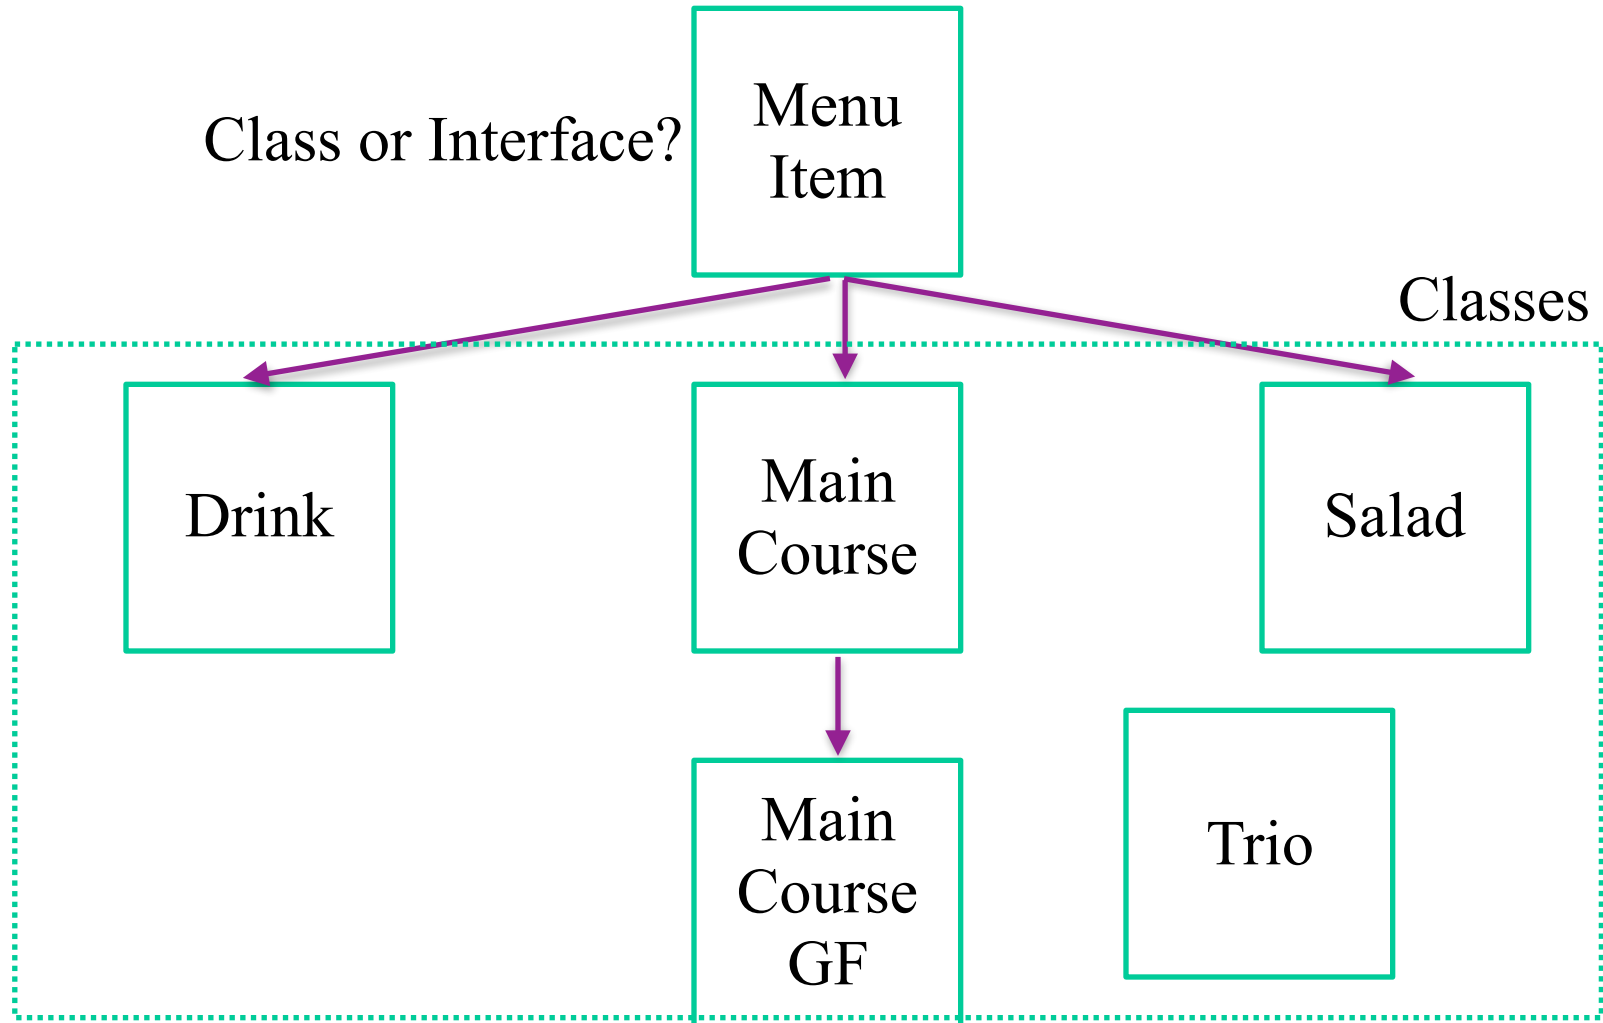 Menu
Item
Class or Interface?
Classes
Drink
Main
Course
Salad
Main
Course
GF
Trio